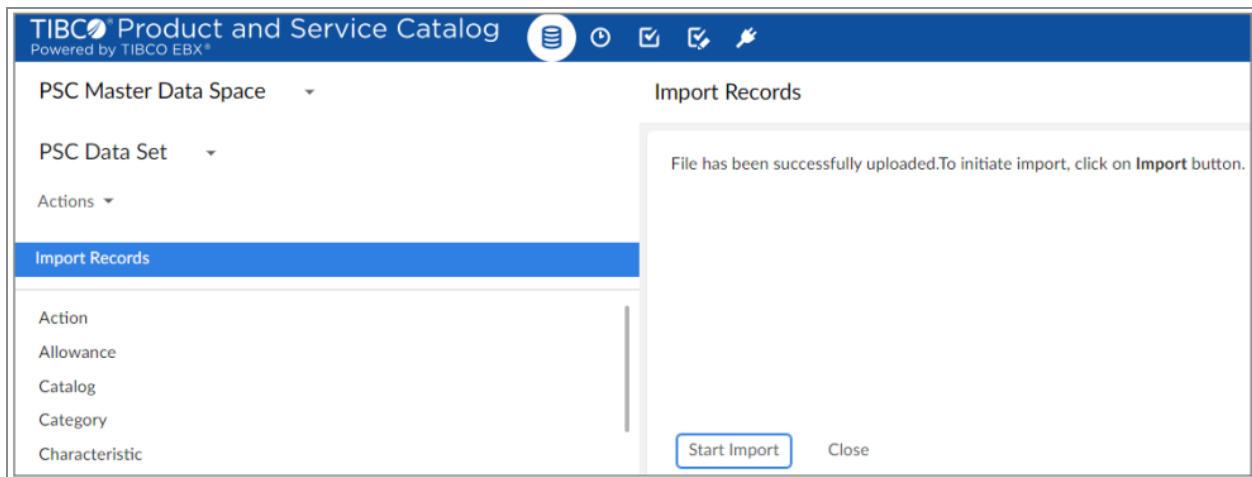 TIBCO® Product and Service Catalog
Powered by TIBCO EBX®
PSC Master Data Space
PSC Data Set
Actions
Import Records
Action
Allowance
Catalog
Category
Characteristic
Import Records
File has been successfully uploaded.To initiate import, click on Import button.
Start Import Close